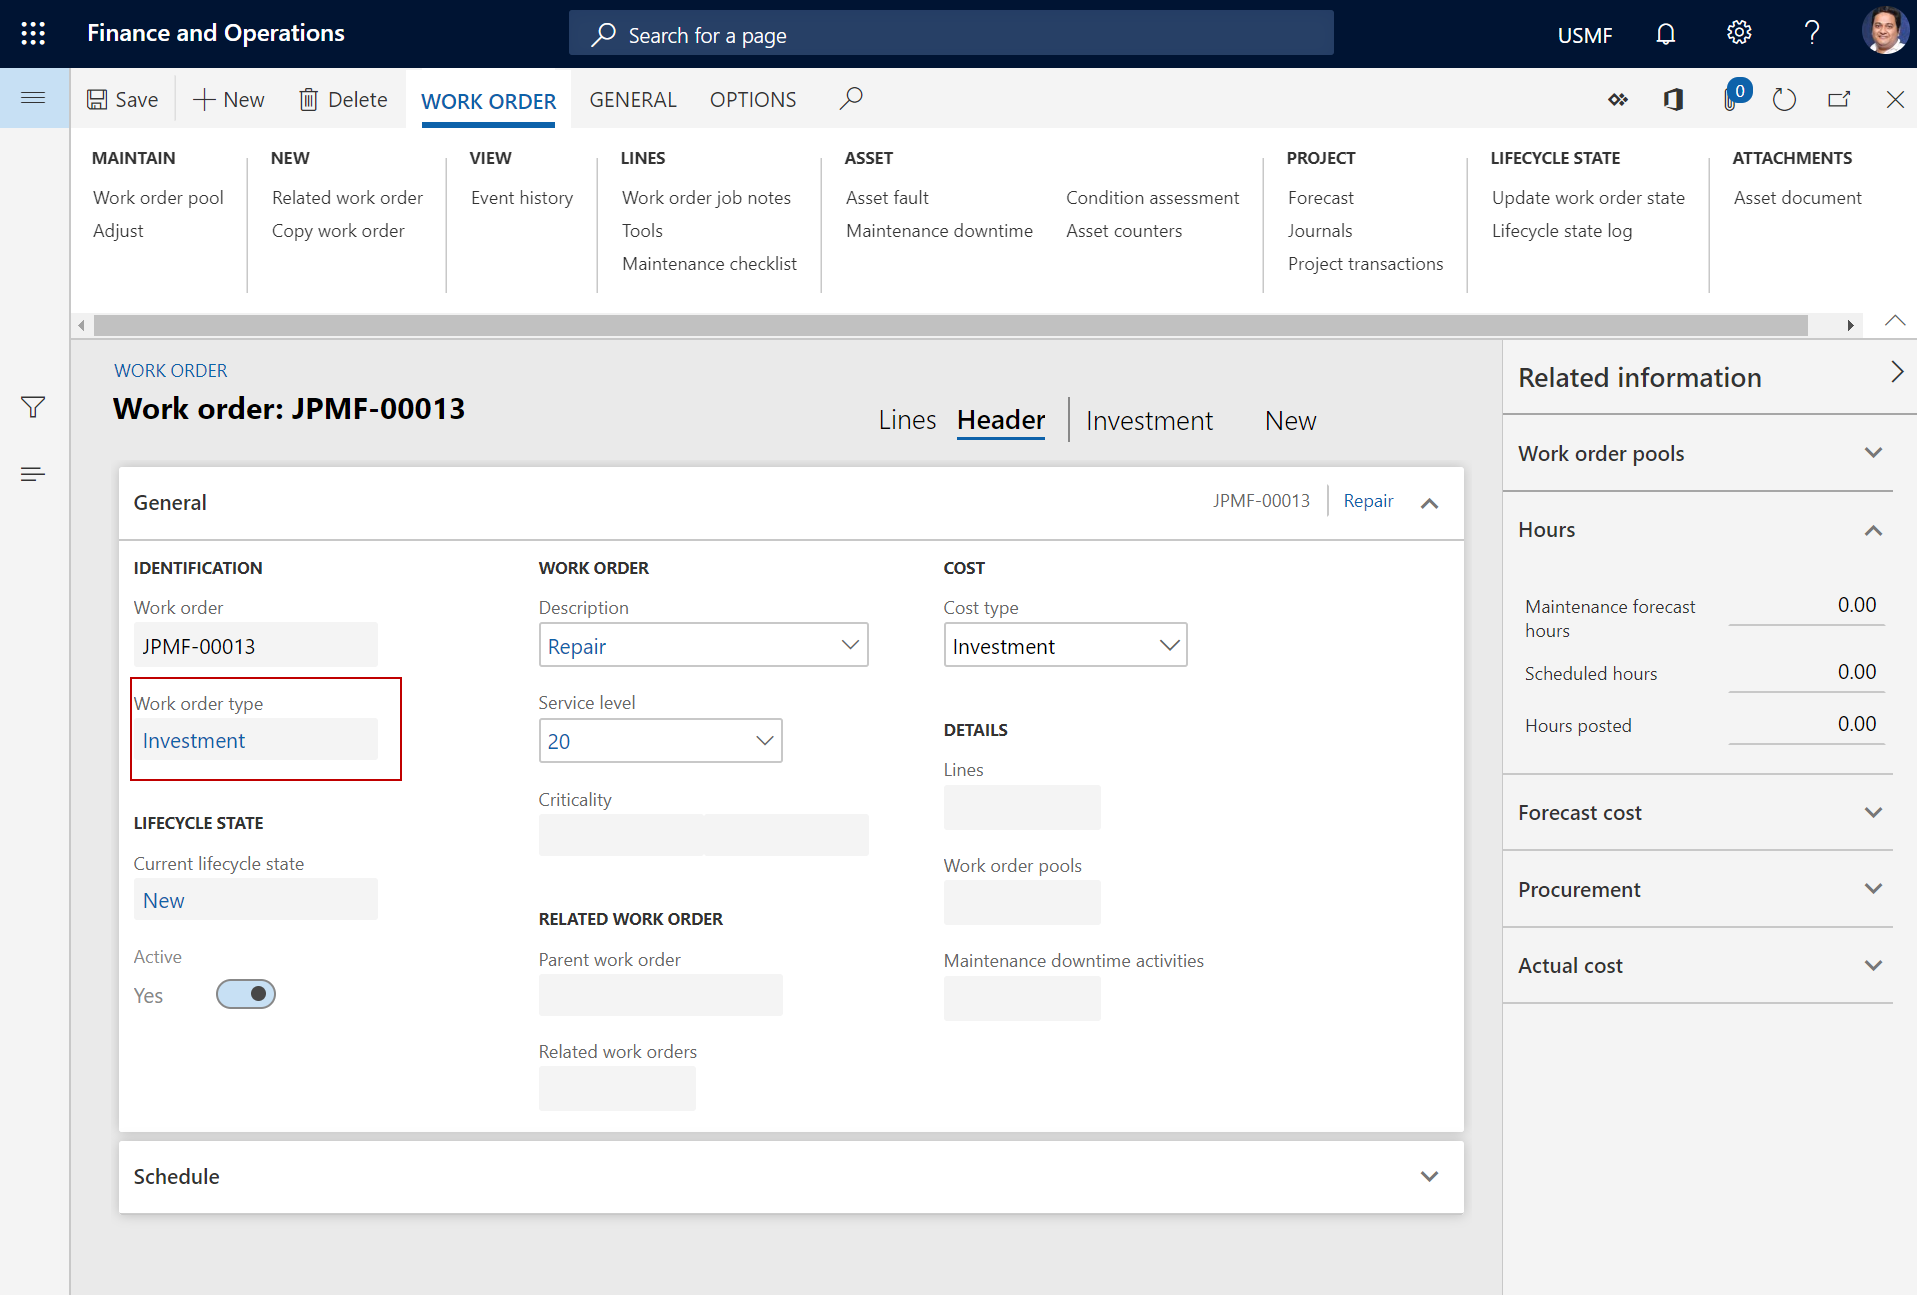 Finance and Operations
Search for a page
USMF
Save
New
Delete
WORK ORDER
GENERAL
OPTIONS
0
MAINTAIN
Work order pool
Adjust
NEW
Related work order
Copy work order
VIEW
Event history
LINES
Work order job notes
Tools
Maintenance checklist
ASSET
Asset fault
Maintenance downtime
Condition assessment
Asset counters
PROJECT
Forecast
Journals
Project transactions
LIFECYCLE STATE
Update work order state
Lifecycle state log
ATTACHMENTS
Asset document
WORK ORDER
Work order: JPMF-00013
Lines
Header
Investment
New
General
JPMF-00013
Repair
IDENTIFICATION
Work order
JPMF-00013
Work order type
Investment
LIFECYCLE STATE
Current lifecycle state
New
Active
Yes
WORK ORDER
Description
Repair
Service level
20
Criticality
RELATED WORK ORDER
Parent work order
Related work orders
COST
Cost type
Investment
DETAILS
Lines
Work order pools
Maintenance downtime activities
Schedule
Related information
Work order pools
Hours
Maintenance forecast
hours
0.00
Scheduled hours
0.00
Hours posted
0.00
Forecast cost
Procurement
Actual cost